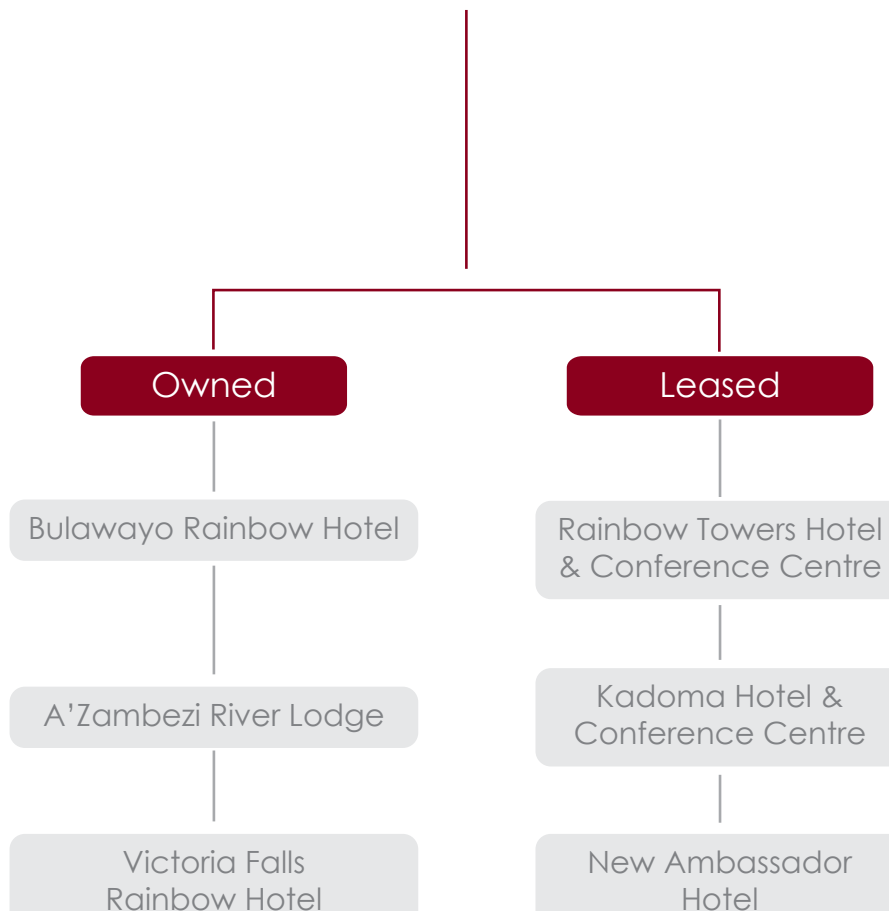 Owned
Bulawayo Rainbow Hotel
A’Zambezi River Lodge
Victoria Falls
Rainbow Hotel
Leased
Rainbow Towers Hotel
& Conference Centre
Kadoma Hotel &
Conference Centre
New Ambassador
Hotel